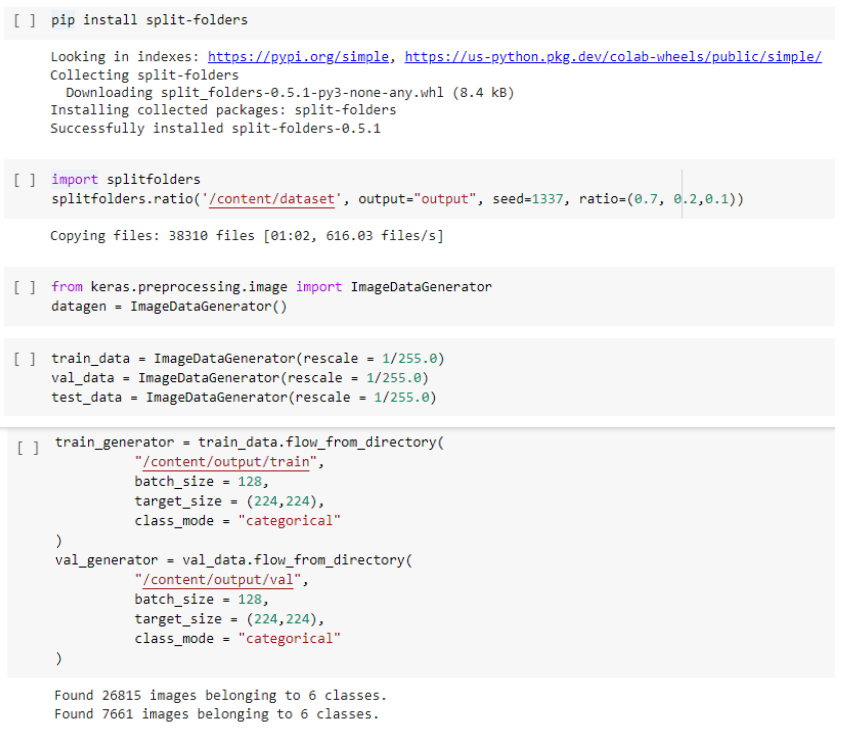 [ ] pip install split-folders
Looking in indexes: https://pypi.org/simple, https://us-python.pkg.dev/colab-wheels/public/simple/
Collecting split-folders
  Downloading split_folders-0.5.1-py3-none-any.whl (8.4 kB)
Installing collected packages: split-folders
Successfully installed split-folders-0.5.1
[ ] import splitfolders
splitfolders.ratio('/content/dataset', output="output", seed=1337, ratio=(0.7, 0.2,0.1))
Copying files: 38310 files [01:02, 616.03 files/s]
[ ] from keras.preprocessing.image import ImageDataGenerator
datagen = ImageDataGenerator()
[ ] train_data = ImageDataGenerator(rescale = 1/255.0)
val_data = ImageDataGenerator(rescale = 1/255.0)
test_data = ImageDataGenerator(rescale = 1/255.0)
[ ] train_generator = train_data.flow_from_directory(
          "/content/output/train",
          batch_size = 128,
          target_size = (224,224),
          class_mode = "categorical"
)
val_generator = val_data.flow_from_directory(
          "/content/output/val",
          batch_size = 128,
          target_size = (224,224),
          class_mode = "categorical"
)
Found 26815 images belonging to 6 classes.
Found 7661 images belonging to 6 classes.